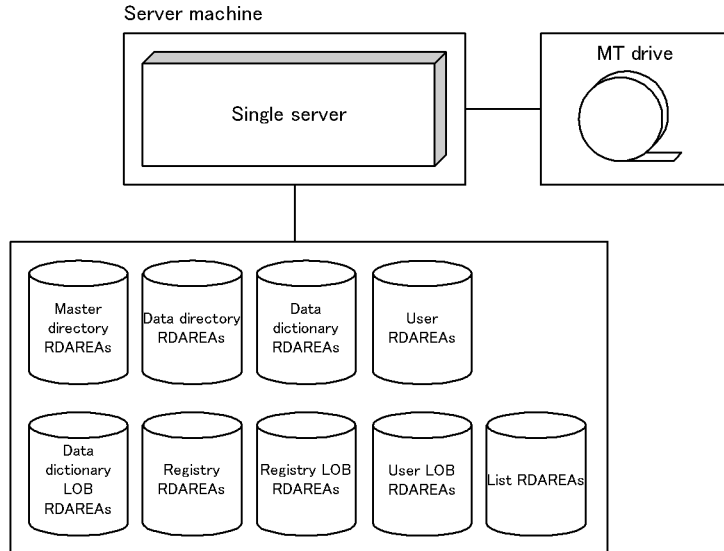 Server machine
Single server
MT drive
Master
directory
RDAREAs
Data directory
RDAREAs
Data
dictionary
RDAREAs
User
RDAREAs
Data
dictionary
LOB
RDAREAs
Registry
RDAREAs
Registry LOB
RDAREAs
User LOB
RDAREAs
List RDAREAs